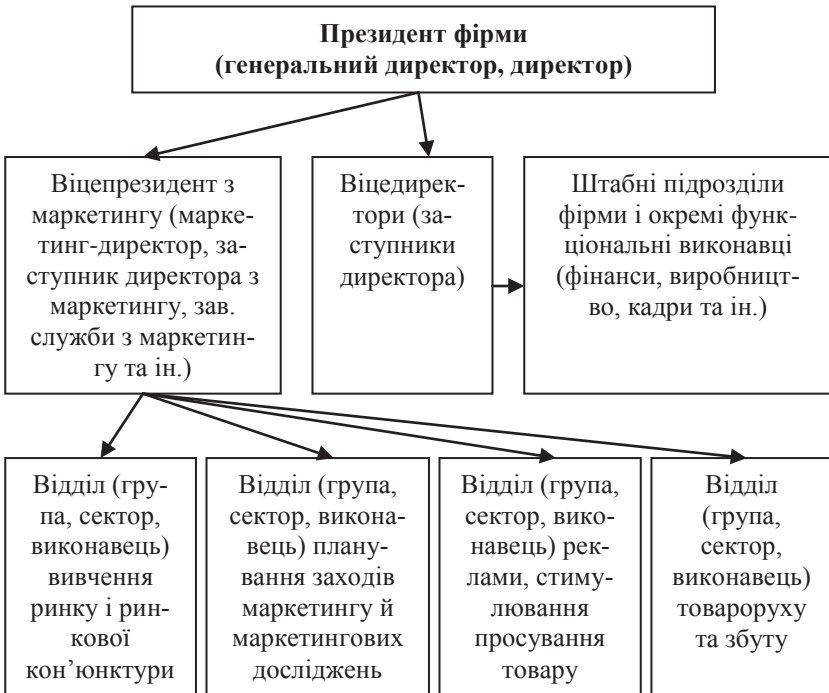 Президент фірми
(генеральний директор, директор)
Віцепрезидент з
маркетингу (марке-
тинг-директор, за-
ступник директора з
маркетингу, зав.
служби з маркетин-
гу та ін.)
Віцедирек-
тори (за-
ступники
директора)
Штабні підрозділи
фірми і окремі функ-
ціональні виконавці
(фінанси, виробницт-
во, кадри та ін.)
Відділ (гру-
па, сектор,
виконавець)
вивчення
ринку і рин-
кової
кон’юнктури
Відділ (група,
сектор, викона-
вець) плану-
вання заходів
маркетингу й
маркетингових
досліджень
Відділ (група,
сектор, вико-
навець) рек-
лами, стиму-
лювання
просування
товару
Відділ
(група,
сектор,
виконавець)
товароруху
та збуту